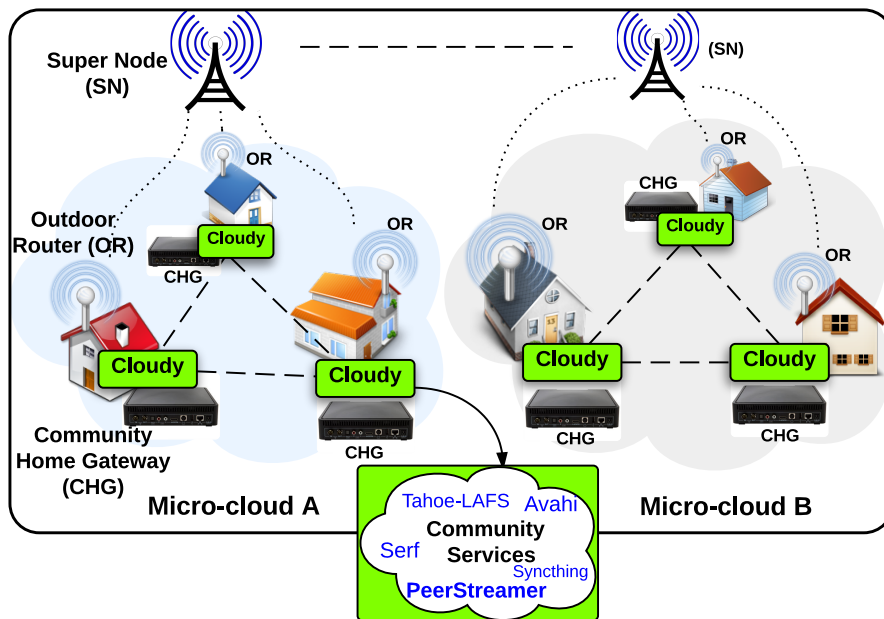 Super Node
(SN)
(SN)
OR
OR
CHG
OR
OR
OR
Outdoor
Router (OR)
Cloudy
CHG
Cloudy
Cloudy
Cloudy
Cloudy
Cloudy
CHG
CHG
CHG
Community
Home Gateway
(CHG)
Micro-cloud A
Micro-cloud B
Tahoe-LAFS
Avahi
Community
Services
Serf
Syncthing
PeerStreamer